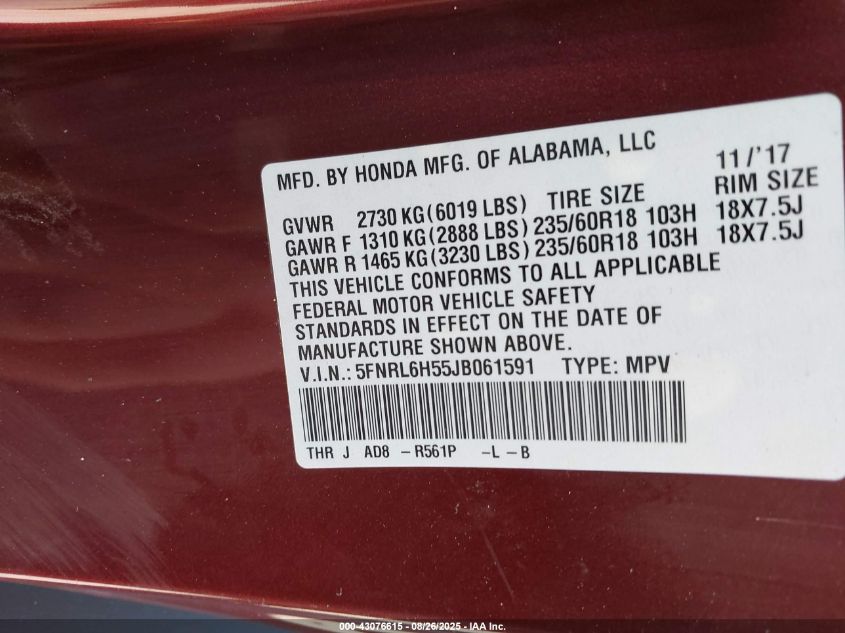 MFD. BY HONDA MFG. OF ALABAMA, LLC 11/'17
TIRE SIZE RIM SIZE
GVWR 2730 KG(6019 LBS)
GAWR F 1310 KG(2888 LBS) 235/60R18 103H 18X7.5J
GAWR R 1465 KG(3230 LBS) 235/60R18 103H 18X7.5J
THIS VEHICLE CONFORMS TO ALL APPLICABLE
FEDERAL MOTOR VEHICLE SAFETY
STANDARDS IN EFFECT ON THE DATE OF
MANUFACTURE SHOWN ABOVE.
V.I.N.: 5FNRL6H55JB061591 TYPE: MPV
THR J AD8 – R561P –L – B
000-43076615 - 08/26/2025 - IAA Inc.